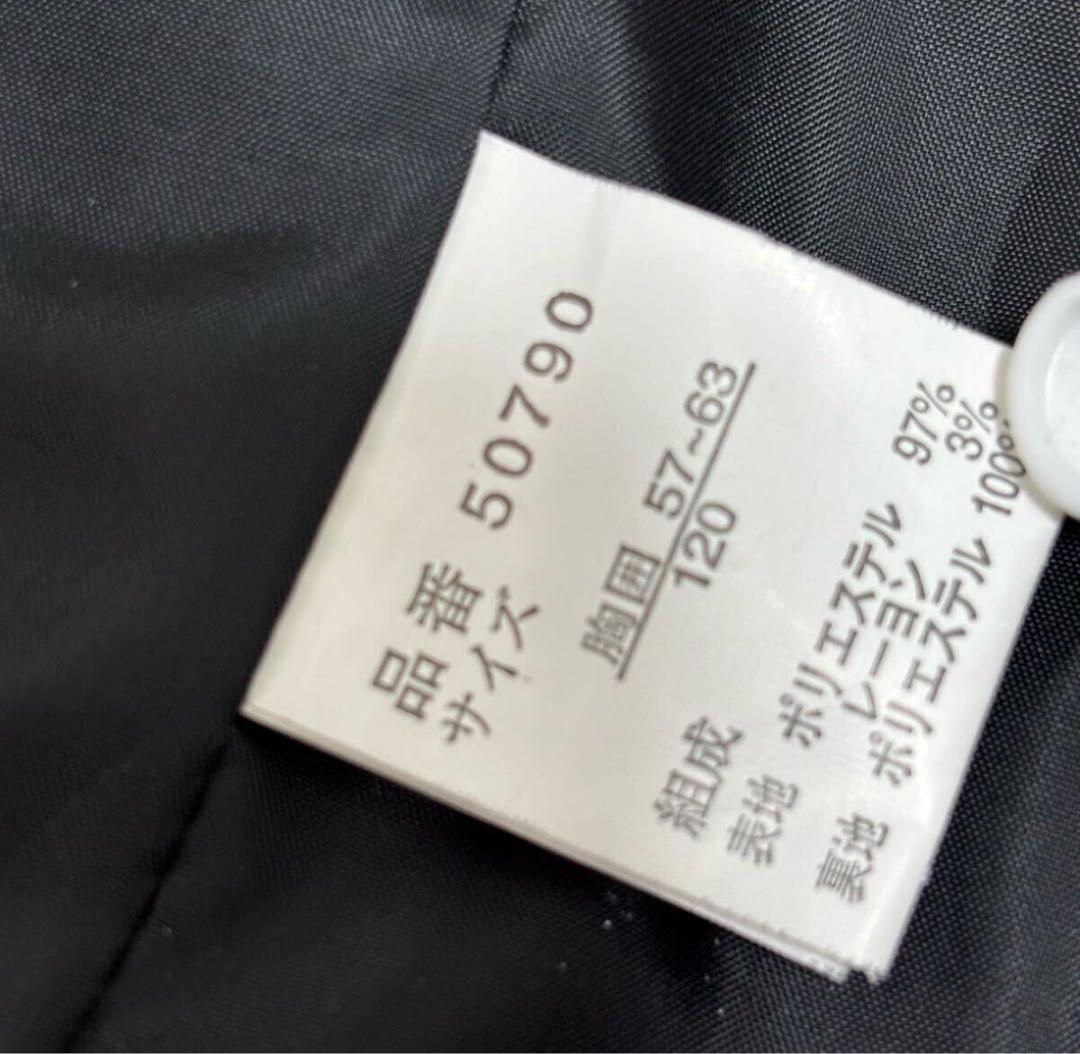 品番 50790
サイズ
胸囲 57~63
120
組成
表地 ポリエステル 97%
レーヨン 3%
裏地 ポリエステル 100%